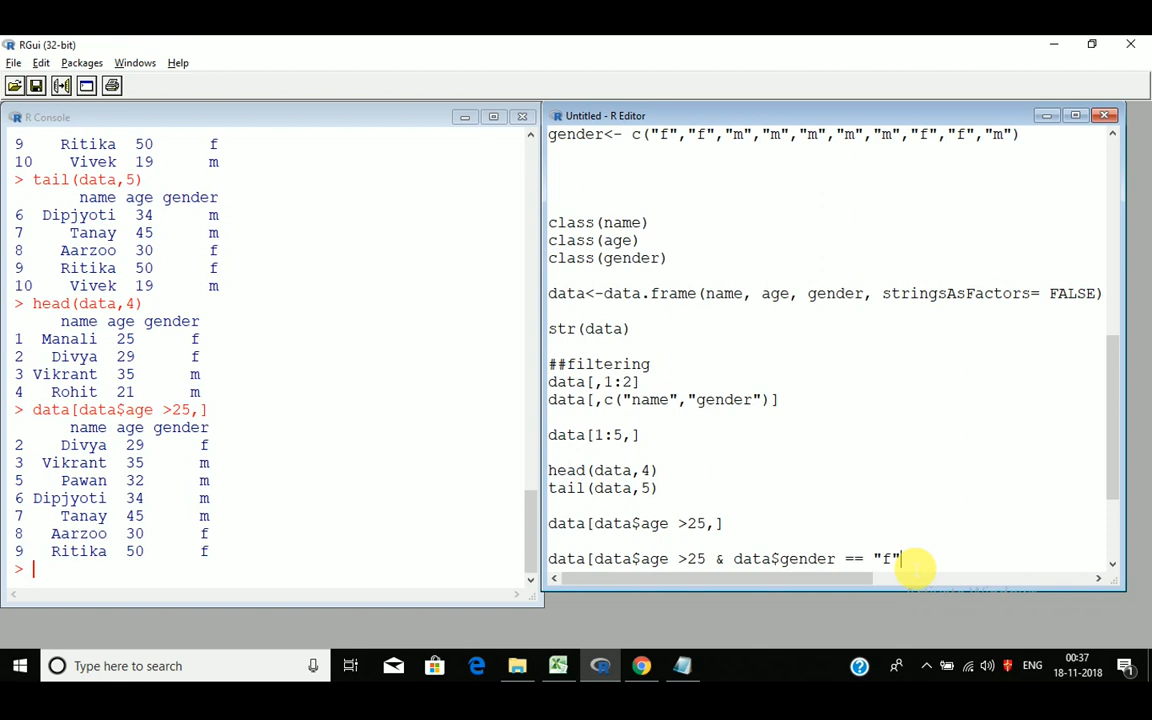 RGui (32-bit)
File Edit Packages Windows Help
R Console
9    Ritika  50      f
10    Vivek  19      m
> tail(data,5)
       name age gender
6  Dipjyoti  34      m
7     Tanay  45      m
8    Aarzoo  30      f
9    Ritika  50      f
10    Vivek  19      m
> head(data,4)
     name age gender
1  Manali  25      f
2   Divya  29      f
3 Vikrant  35      m
4   Rohit  21      m
> data[data$age >25,]
      name age gender
2    Divya  29      f
3  Vikrant  35      m
5    Pawan  32      m
6 Dipjyoti  34      m
7    Tanay  45      m
8   Aarzoo  30      f
9   Ritika  50      f
>
Untitled - R Editor
gender<- c("f","f","m","m","m","m","m","f","f","m")
class(name)
class(age)
class(gender)
data<-data.frame(name, age, gender, stringsAsFactors= FALSE)
str(data)
##filtering
data[,1:2]
data[,c("name","gender")]
data[1:5,]
head(data,4)
tail(data,5)
data[data$age >25,]
data[data$age >25 & data$gender == "f"
Type here to search
ENG
00:37
18-11-2018